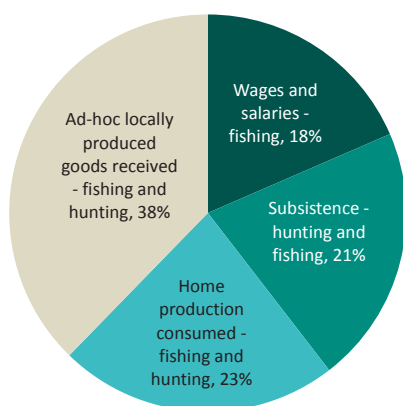 Wages and
salaries -
fishing, 18%
Subsistence -
hunting and
fishing, 21%
Home
production
consumed -
fishing and
hunting, 23%
Ad-hoc locally
produced
goods received
- fishing and
hunting, 38%